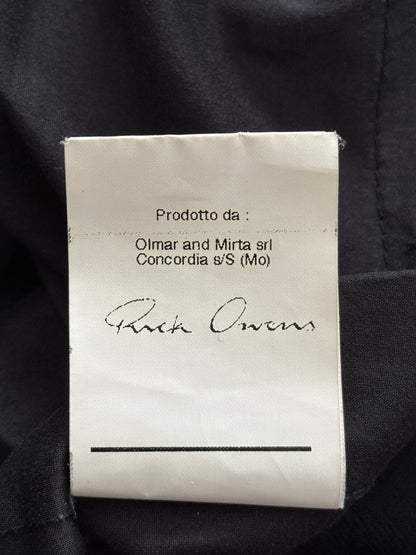 Prodotto da :
Olmar and Mirta srl
Concordia s/S (Mo)
Rick Owens